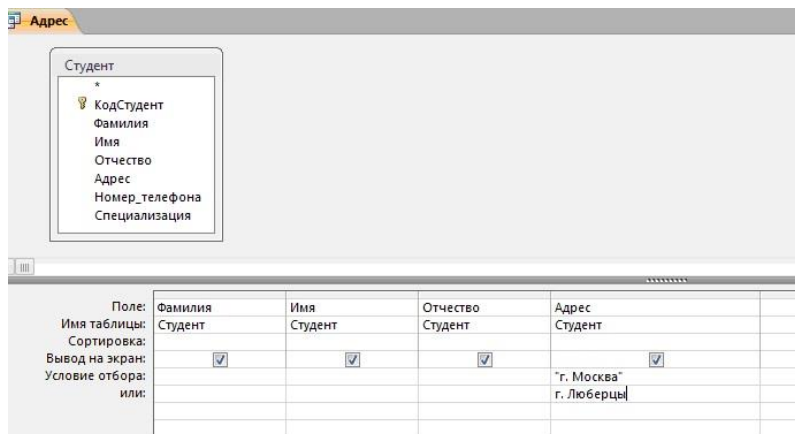 Адрес
Студент
*
КодСтудент
Фамилия
Имя
Отчество
Адрес
Номер_телефона
Специализация
Поле: Фамилия Имя Отчество Адрес
Имя таблицы: Студент Студент Студент Студент
Сортировка:
Вывод на экран:
Условие отбора: "г. Москва"
или: г. Люберцы